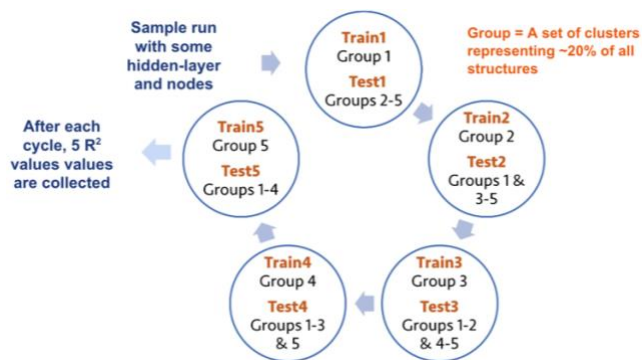 Sample run
with some
hidden-layer
and nodes
Train1
Group 1
Test1
Groups 2-5
Group = A set of clusters
representing ~20% of all
structures
Train2
Group 2
Test2
Groups 1 &
3-5
Train3
Group 3
Test3
Groups 1-2
& 4-5
Train4
Group 4
Test4
Groups 1-3
& 5
Train5
Group 5
Test5
Groups 1-4
After each
cycle, 5 R²
values values
are collected